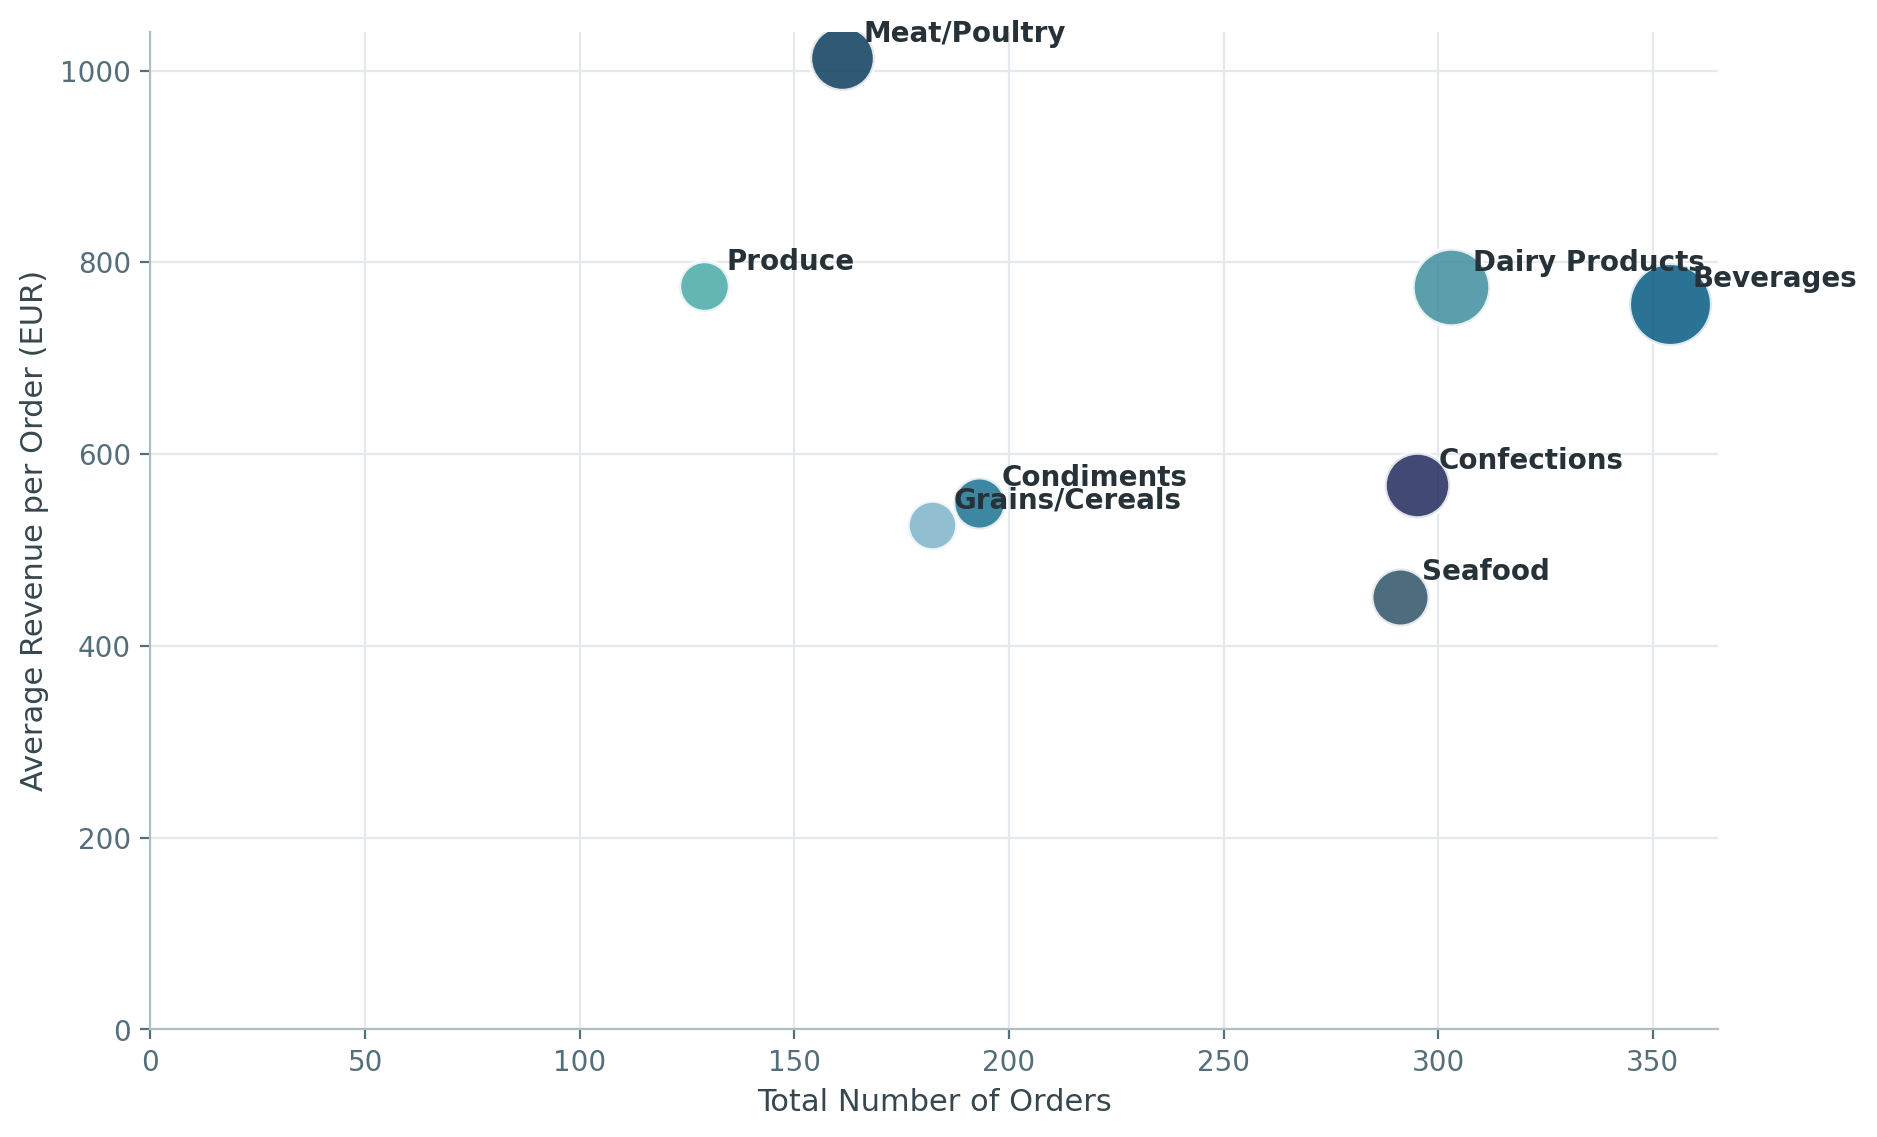 Meat/Poultry
1000
Produce
800
Dairy Products
Beverages
600
Confections
Condiments
Grains/Cereals
Seafood
400
200
0
0 50 100 150 200 250 300 350
Total Number of Orders
Average Revenue per Order (EUR)